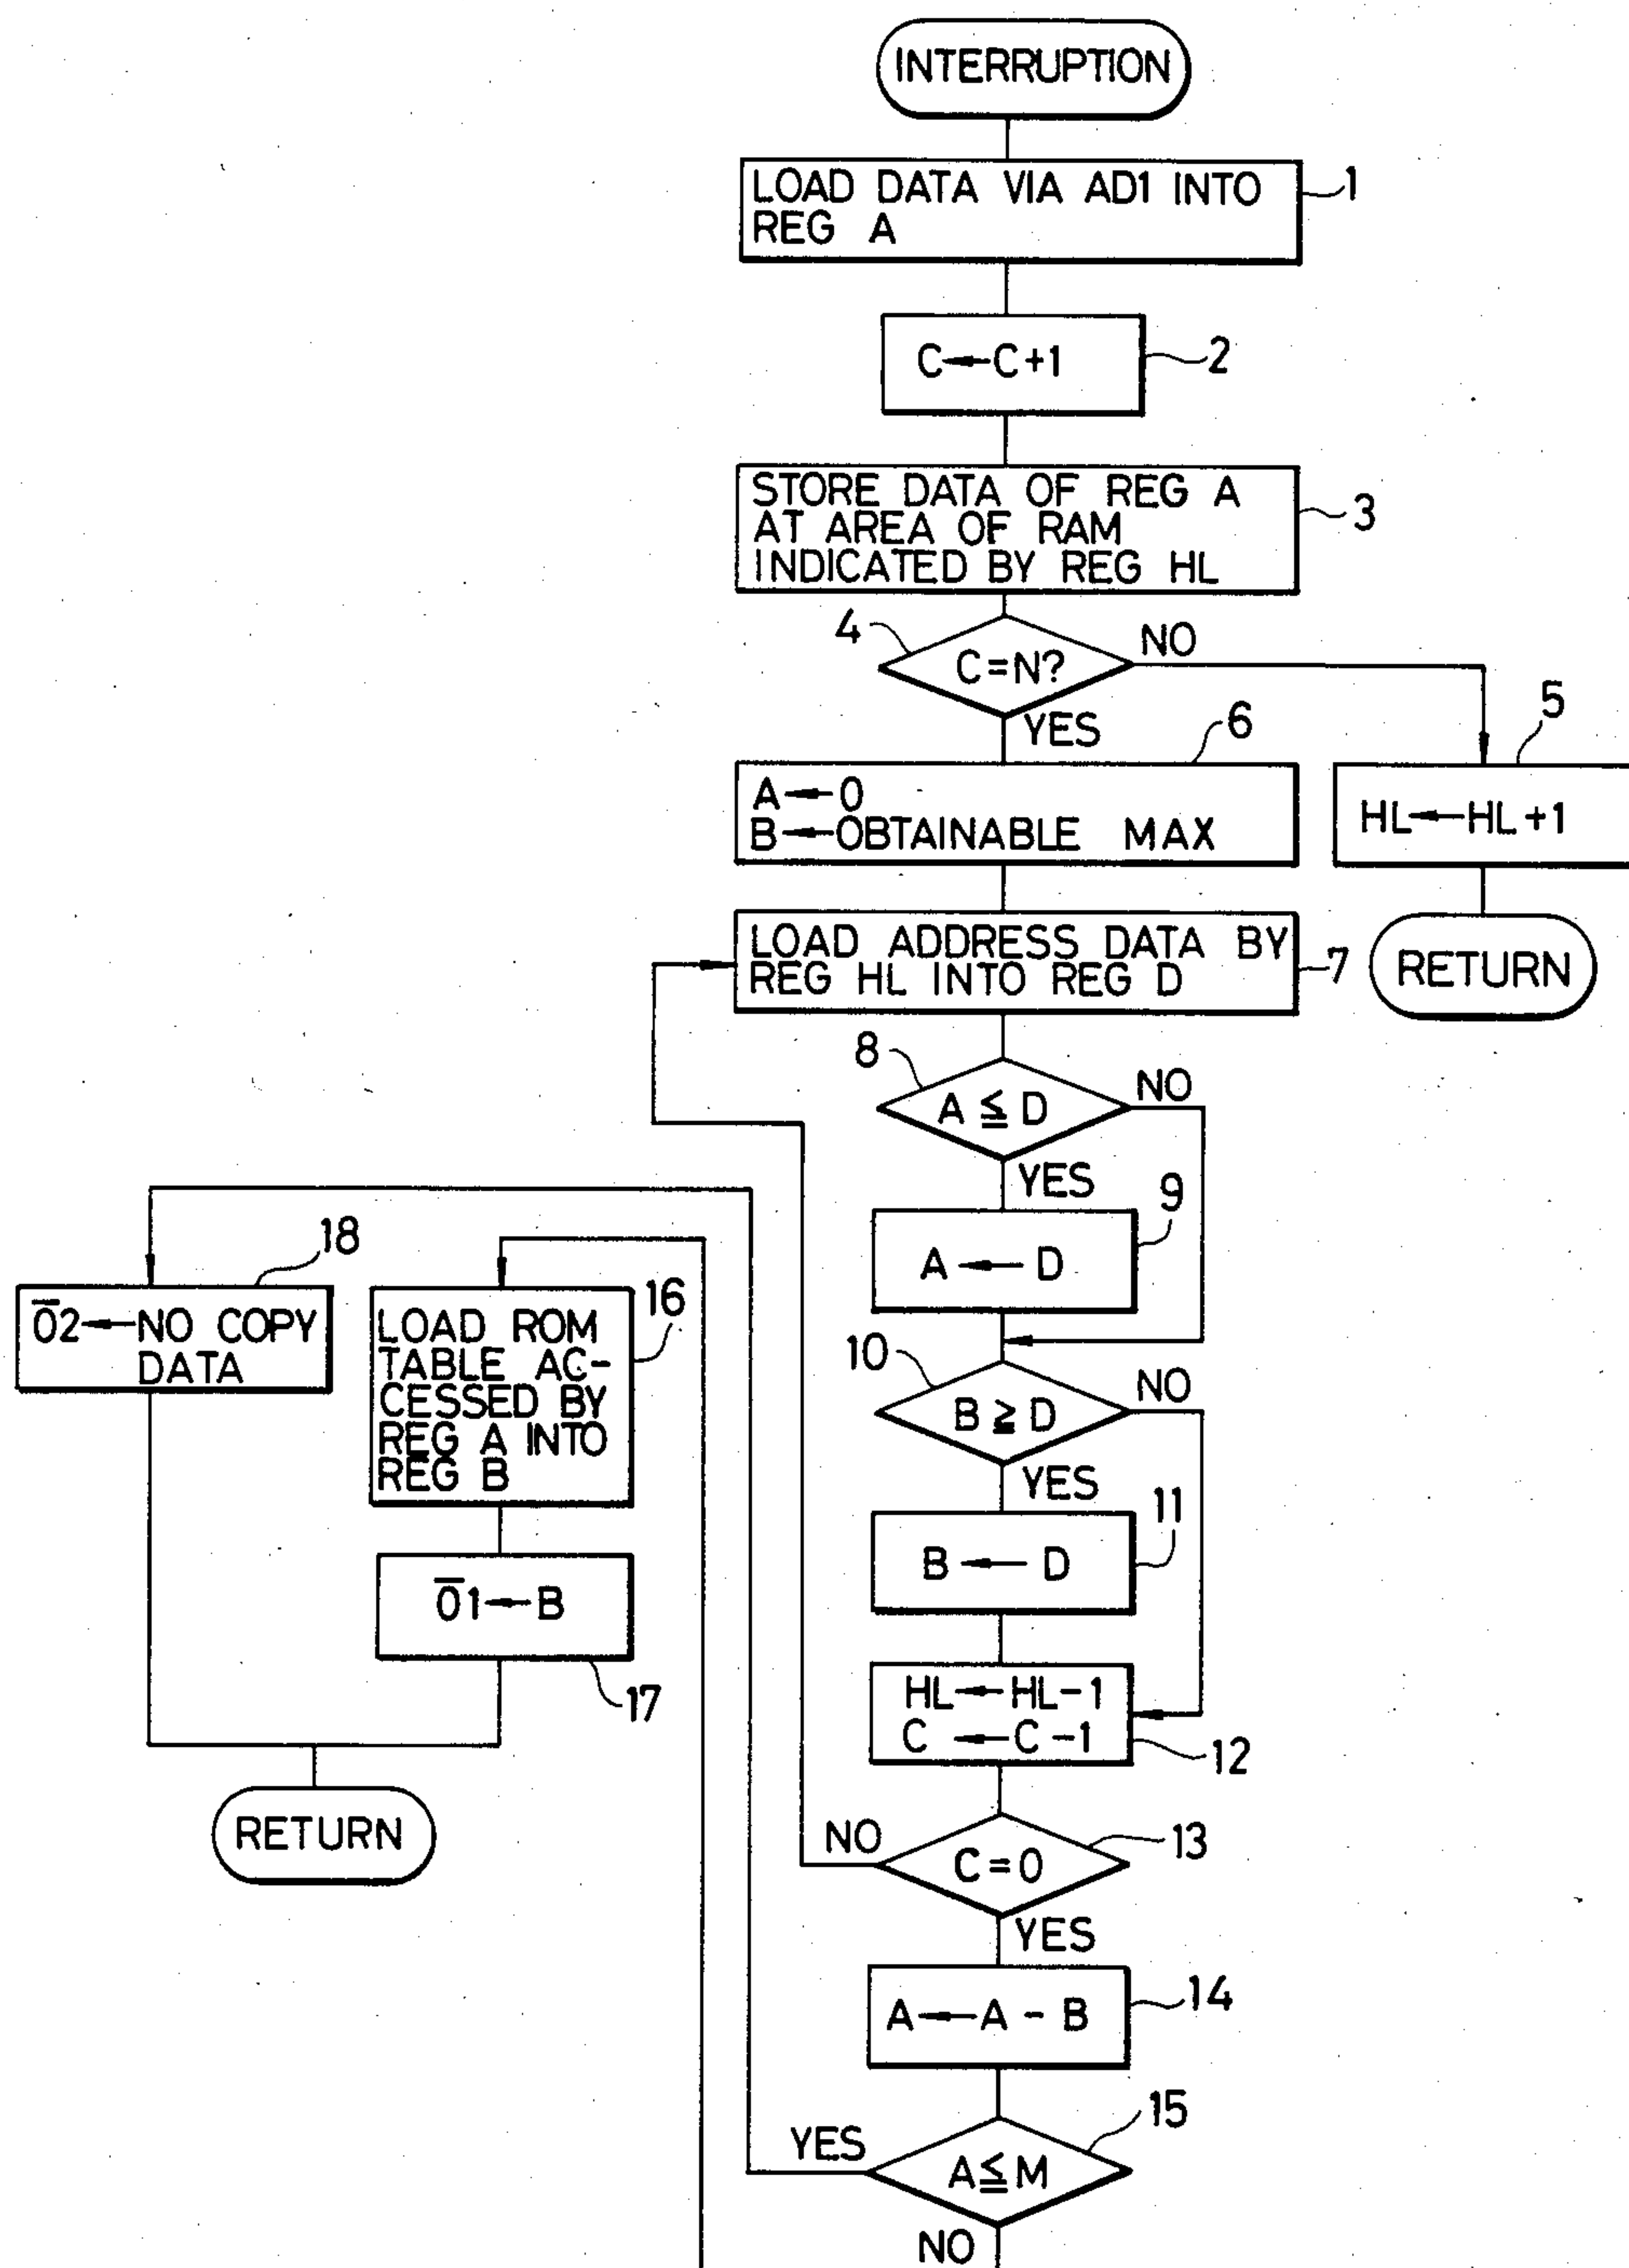 INTERRUPTION
LOAD DATA VIA AD1 INTO
REG A
1
C←C+1
2
STORE DATA OF REG A
AT AREA OF RAM
INDICATED BY REG HL
3
4
C=N?
NO
YES
6
5
A←0
B←OBTAINABLE MAX
HL←HL+1
LOAD ADDRESS DATA BY
REG HL INTO REG D
7
RETURN
8
A≦D
NO
YES
9
A←D
18
O̅2←NO COPY
DATA
16
LOAD ROM
TABLE AC-
CESSED BY
REG A INTO
REG B
10
B≧D
NO
YES
11
B←D
O̅1←B
17
HL←HL-1
C←C-1
12
RETURN
NO
C=0
13
YES
A←A-B
14
15
YES
A≦M
NO